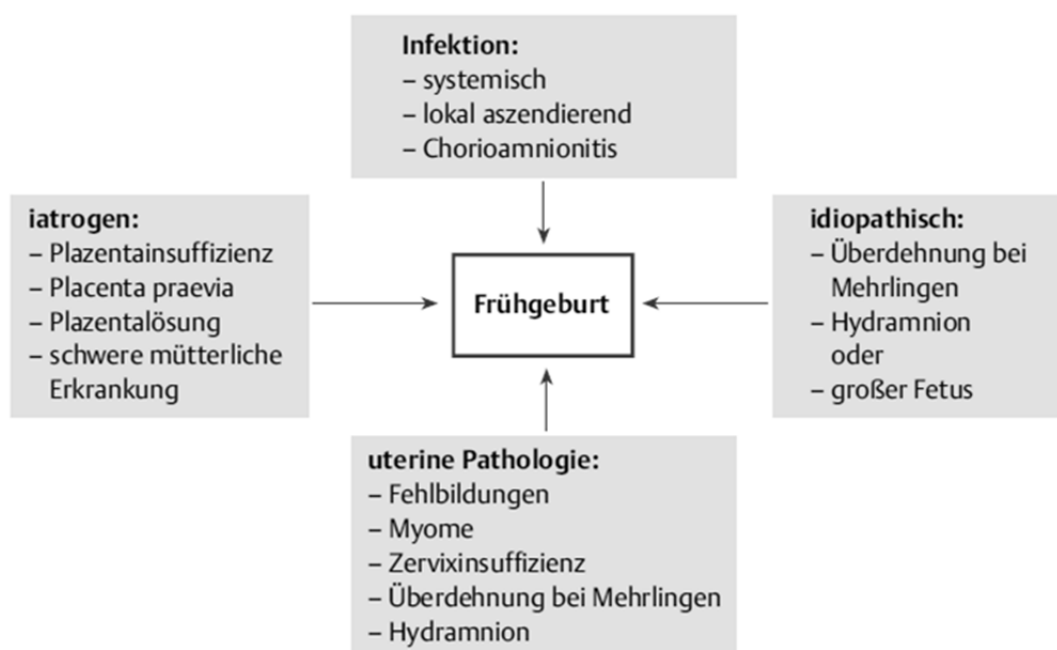 Infektion:
– systemisch
– lokal aszendierend
– Chorioamnionitis
iatrogen:
– Plazentainsuffizienz
– Placenta praevia
– Plazentalösung
– schwere mütterliche
Erkrankung
Frühgeburt
idiopathisch:
– Überdehnung bei
Mehrlingen
– Hydramnion
oder
– großer Fetus
uterine Pathologie:
– Fehlbildungen
– Myome
– Zervixinsuffizienz
– Überdehnung bei Mehrlingen
– Hydramnion